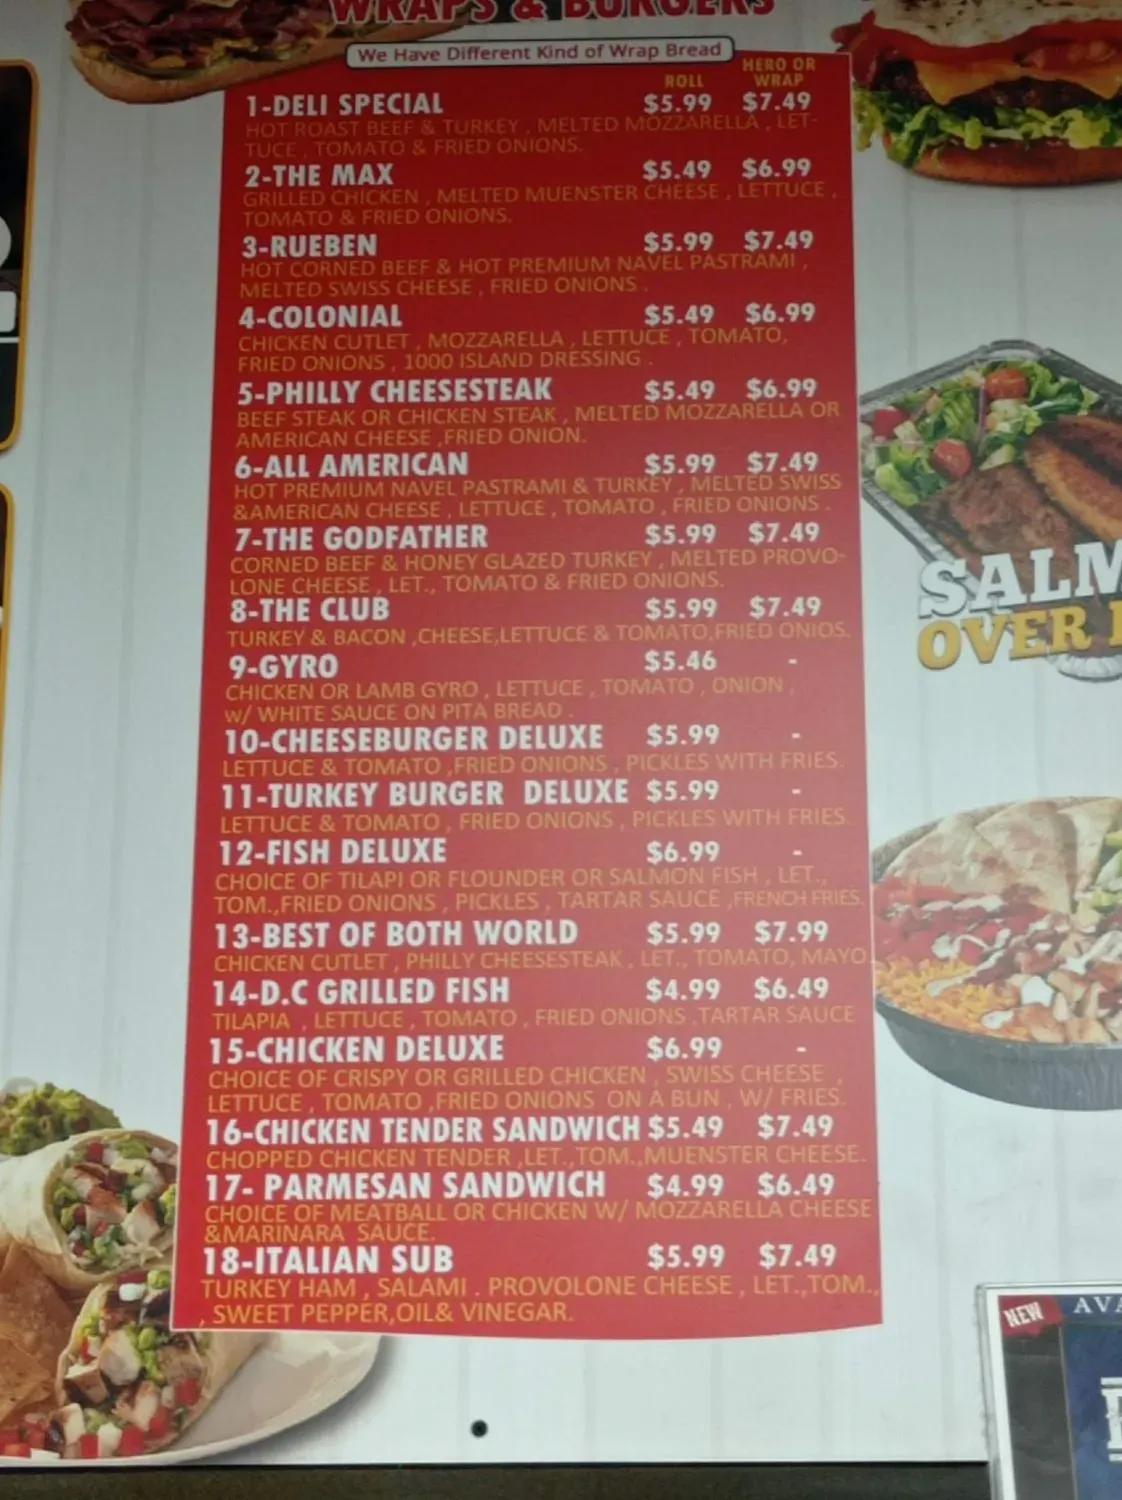 WRAPS & BURGERS
We Have Different Kind of Wrap Bread
ROLL HERO OR WRAP
1-DELI SPECIAL $5.99 $7.49
HOT ROAST BEEF & TURKEY , MELTED MOZZARELLA , LET-
TUCE , TOMATO & FRIED ONIONS.
2-THE MAX $5.49 $6.99
GRILLED CHICKEN , MELTED MUENSTER CHEESE , LETTUCE ,
TOMATO & FRIED ONIONS.
3-RUEBEN $5.99 $7.49
HOT CORNED BEEF & HOT PREMIUM NAVEL PASTRAMI ,
MELTED SWISS CHEESE , FRIED ONIONS .
4-COLONIAL $5.49 $6.99
CHICKEN CUTLET , MOZZARELLA , LETTUCE , TOMATO,
FRIED ONIONS , 1000 ISLAND DRESSING .
5-PHILLY CHEESESTEAK $5.49 $6.99
BEEF STEAK OR CHICKEN STEAK , MELTED MOZZARELLA OR
AMERICAN CHEESE ,FRIED ONION.
6-ALL AMERICAN $5.99 $7.49
HOT PREMIUM NAVEL PASTRAMI & TURKEY , MELTED SWISS
&AMERICAN CHEESE , LETTUCE , TOMATO , FRIED ONIONS .
7-THE GODFATHER $5.99 $7.49
CORNED BEEF & HONEY GLAZED TURKEY , MELTED PROVO-
LONE CHEESE , LET., TOMATO & FRIED ONIONS.
8-THE CLUB $5.99 $7.49
TURKEY & BACON ,CHEESE,LETTUCE & TOMATO,FRIED ONIOS.
9-GYRO $5.46 -
CHICKEN OR LAMB GYRO , LETTUCE , TOMATO , ONION ,
w/ WHITE SAUCE ON PITA BREAD .
10-CHEESEBURGER DELUXE $5.99 -
LETTUCE & TOMATO ,FRIED ONIONS , PICKLES WITH FRIES.
11-TURKEY BURGER DELUXE $5.99 -
LETTUCE & TOMATO , FRIED ONIONS , PICKLES WITH FRIES.
12-FISH DELUXE $6.99 -
CHOICE OF TILAPI OR FLOUNDER OR SALMON FISH , LET.,
TOM.,FRIED ONIONS , PICKLES , TARTAR SAUCE ,FRENCH FRIES.
13-BEST OF BOTH WORLD $5.99 $7.99
CHICKEN CUTLET , PHILLY CHEESESTEAK , LET., TOMATO, MAYO
14-D.C GRILLED FISH $4.99 $6.49
TILAPIA , LETTUCE , TOMATO , FRIED ONIONS ,TARTAR SAUCE
15-CHICKEN DELUXE $6.99 -
CHOICE OF CRISPY OR GRILLED CHICKEN , SWISS CHEESE ,
LETTUCE , TOMATO ,FRIED ONIONS ON A BUN , W/ FRIES.
16-CHICKEN TENDER SANDWICH $5.49 $7.49
CHOPPED CHICKEN TENDER ,LET.,TOM.,MUENSTER CHEESE.
17- PARMESAN SANDWICH $4.99 $6.49
CHOICE OF MEATBALL OR CHICKEN W/ MOZZARELLA CHEESE
&MARINARA SAUCE.
18-ITALIAN SUB $5.99 $7.49
TURKEY HAM , SALAMI . PROVOLONE CHEESE , LET.,TOM.,
, SWEET PEPPER,OIL& VINEGAR.
SALM
OVER
NEW AVA